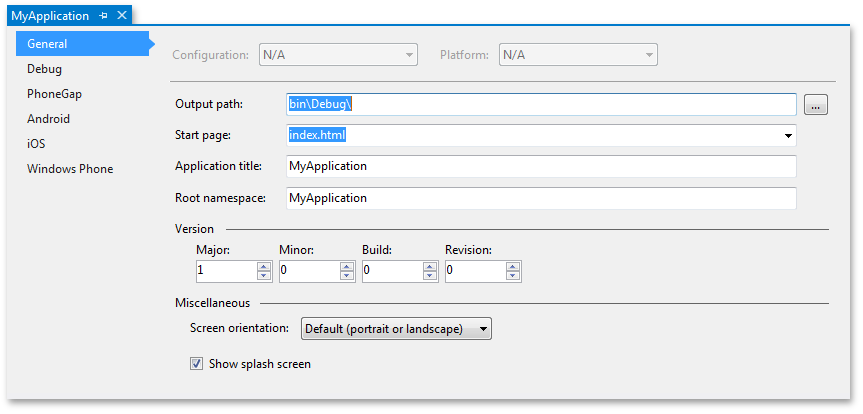 MyApplication
General
Debug
PhoneGap
Android
iOS
Windows Phone
Configuration: N/A Platform: N/A
Output path: bin\Debug\ ...
Start page: index.html
Application title: MyApplication
Root namespace: MyApplication
Version
Major: Minor: Build: Revision:
1 0 0 0
Miscellaneous
Screen orientation: Default (portrait or landscape)
Show splash screen